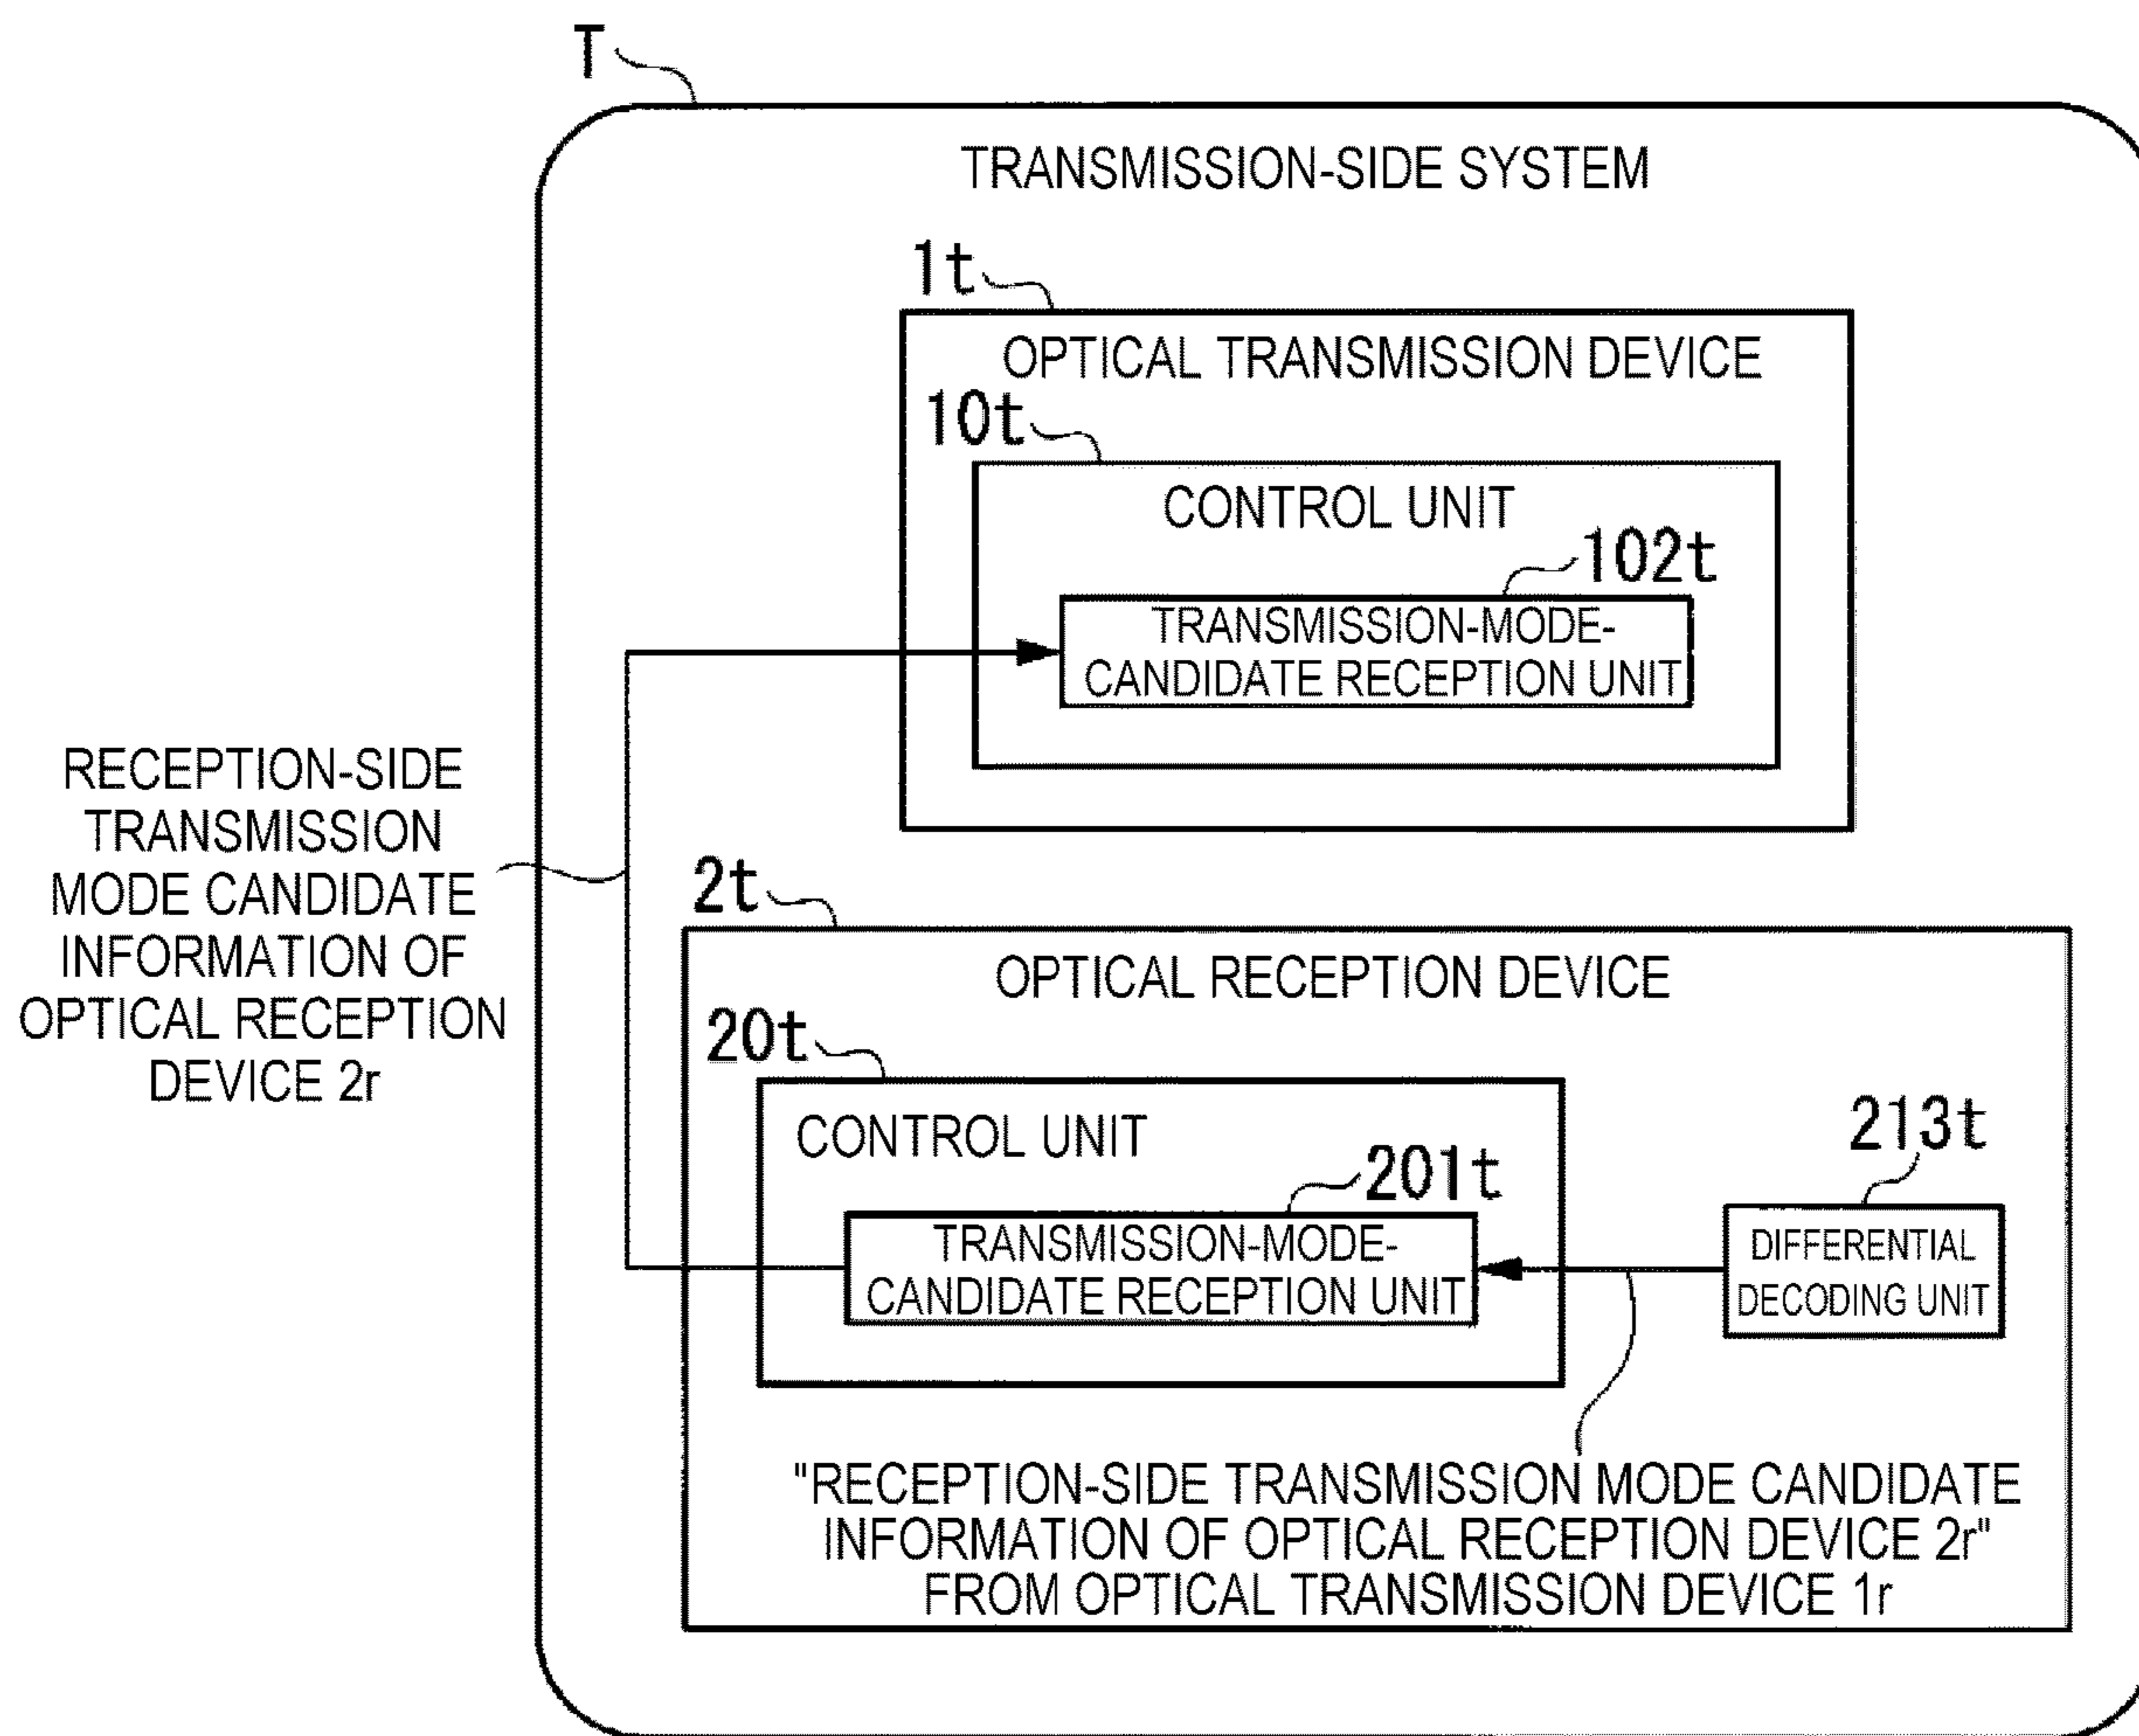 T
TRANSMISSION-SIDE SYSTEM
1t
OPTICAL TRANSMISSION DEVICE
10t
CONTROL UNIT
102t
TRANSMISSION-MODE-
CANDIDATE RECEPTION UNIT
RECEPTION-SIDE
TRANSMISSION
MODE CANDIDATE
INFORMATION OF
OPTICAL RECEPTION
DEVICE 2r
2t
OPTICAL RECEPTION DEVICE
20t
CONTROL UNIT
201t
TRANSMISSION-MODE-
CANDIDATE RECEPTION UNIT
213t
DIFFERENTIAL
DECODING UNIT
"RECEPTION-SIDE TRANSMISSION MODE CANDIDATE
INFORMATION OF OPTICAL RECEPTION DEVICE 2r"
FROM OPTICAL TRANSMISSION DEVICE 1r